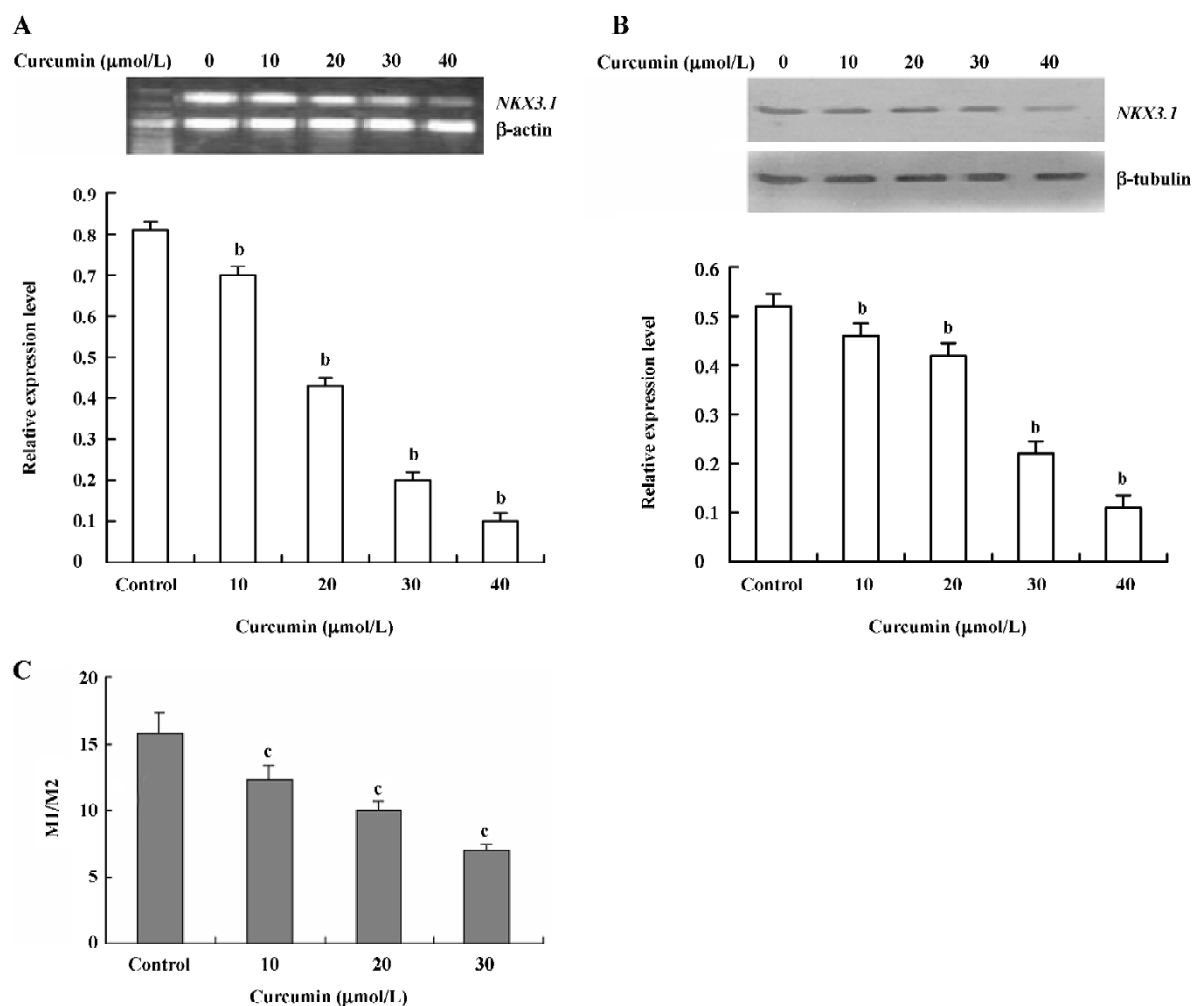 A
Curcumin (μmol/L) 0 10 20 30 40
NKX3.1
β-actin
0.9
0.8
0.7
0.6
0.5
0.4
0.3
0.2
0.1
0
Relative expression level
b
b
b
b
Control 10 20 30 40
Curcumin (μmol/L)
B
Curcumin (μmol/L) 0 10 20 30 40
NKX3.1
β-tubulin
0.6
0.5
0.4
0.3
0.2
0.1
0
Relative expression level
b
b
b
b
Control 10 20 30 40
Curcumin (μmol/L)
C
20
15
10
5
0
M1/M2
c
c
c
Control 10 20 30
Curcumin (μmol/L)